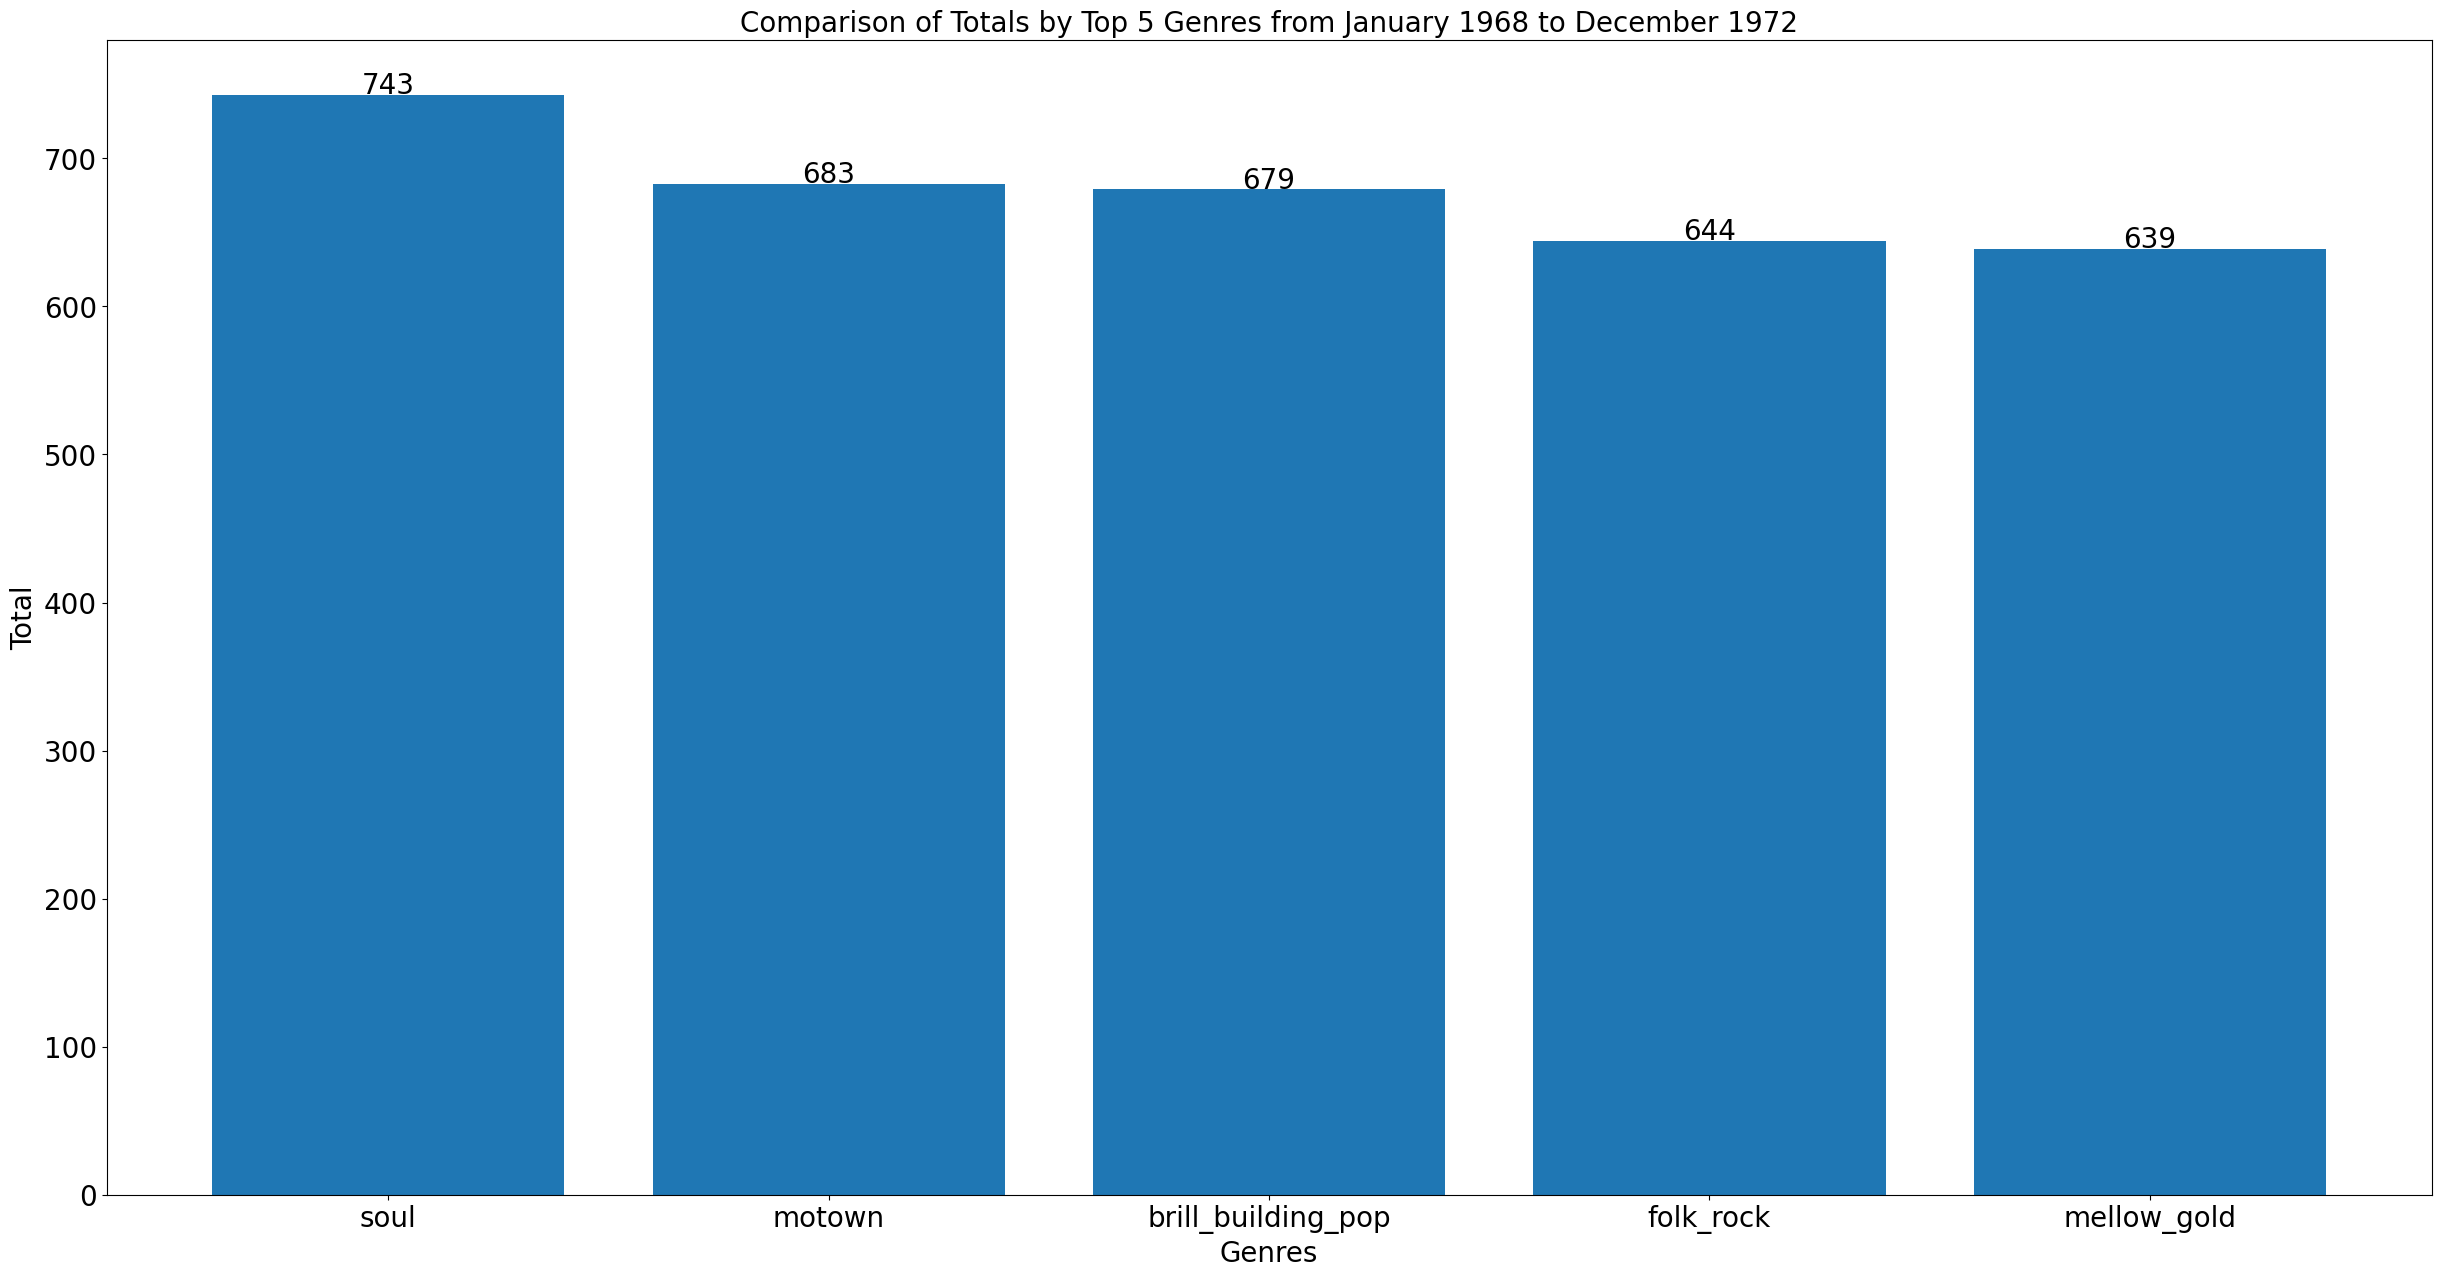 Comparison of Totals by Top 5 Genres from January 1968 to December 1972
743
683
679
644
639
700
600
500
400
300
200
100
0
Total
soul
motown
brill_building_pop
folk_rock
mellow_gold
Genres